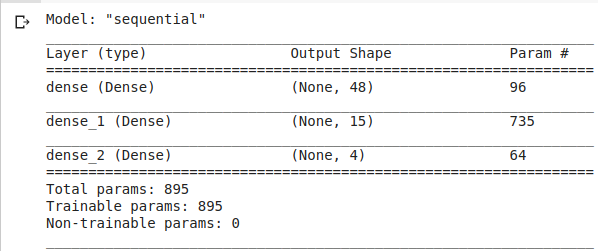 Model: "sequential"
_________________________________________________________________
Layer (type)                 Output Shape              Param #
=================================================================
dense (Dense)                (None, 48)                96
_________________________________________________________________
dense_1 (Dense)              (None, 15)                735
_________________________________________________________________
dense_2 (Dense)              (None, 4)                 64
=================================================================
Total params: 895
Trainable params: 895
Non-trainable params: 0
_________________________________________________________________